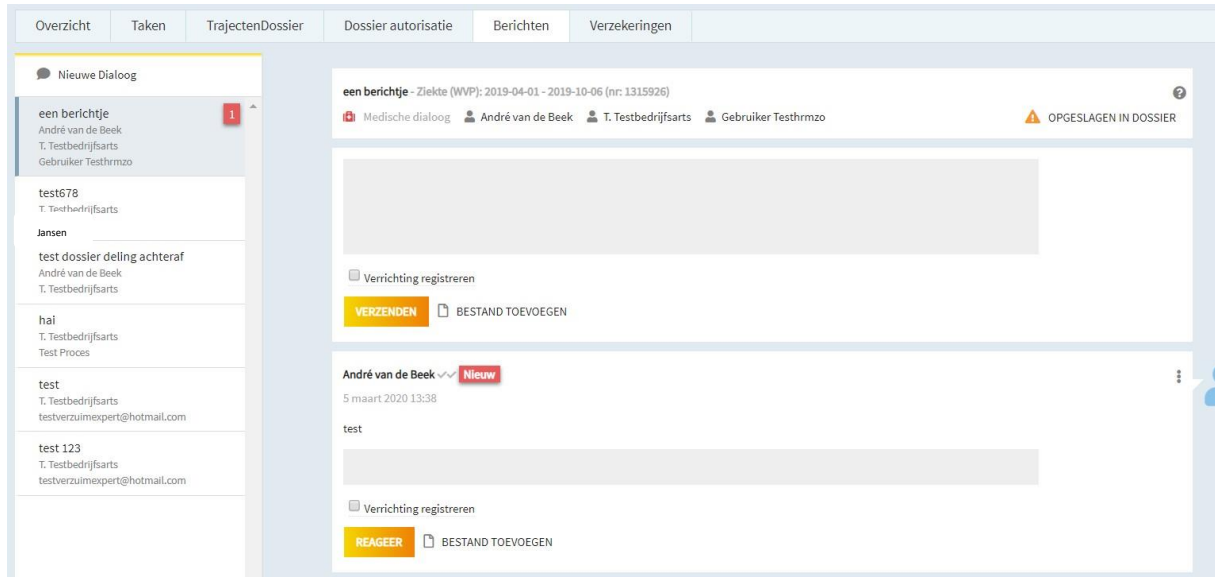 Overzicht Taken TrajectenDossier Dossier autorisatie Berichten Verzekeringen
Nieuwe Dialoog
een berichtje 1
André van de Beek
T. Testbedrijfsarts
Gebruiker Testhrmzo
test678
T. Testbedrijfsarts
Jansen
test dossier deling achteraf
André van de Beek
T. Testbedrijfsarts
hai
T. Testbedrijfsarts
Test Proces
test
T. Testbedrijfsarts
testverzuimexpert@hotmail.com
test 123
T. Testbedrijfsarts
testverzuimexpert@hotmail.com
een berichtje - Ziekte (WVP): 2019-04-01 - 2019-10-06 (nr: 1315926)
Medische dialoog André van de Beek T. Testbedrijfsarts Gebruiker Testhrmzo OPGESLAGEN IN DOSSIER
Verrichting registreren
VERZENDEN BESTAND TOEVOEGEN
André van de Beek Nieuw
5 maart 2020 13:38
test
Verrichting registreren
REAGEER BESTAND TOEVOEGEN